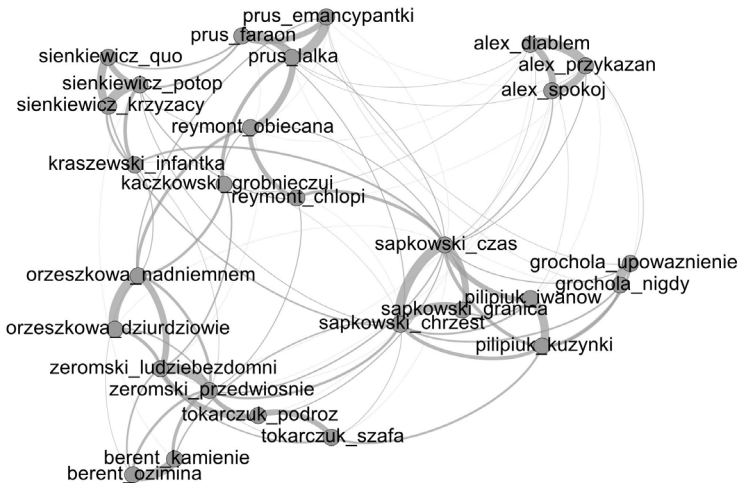 prus_emancypantki
prus_faraon
alex_diablem
sienkiewicz_quo
prus_lalka
alex_przykazan
sienkiewicz_potop
alex_spokoj
sienkiewicz_krzyzacy
reymont_obiecana
kraszewski_infantka
kaczkowski_grobnieczui
reymont_chlopi
sapkowski_czas
grochola_upowaznienie
orzeszkowa_nadniemnem
grochola_nigdy
pilipiuk_iwanow
sapkowski_granica
sapkowski_chrzest
orzeszkowa_dziurdziowie
pilipiuk_kuzynki
zeromski_ludziebezdomni
zeromski_przedwiosnie
tokarczuk_podroz
tokarczuk_szafa
berent_kamienie
berent_ozimina